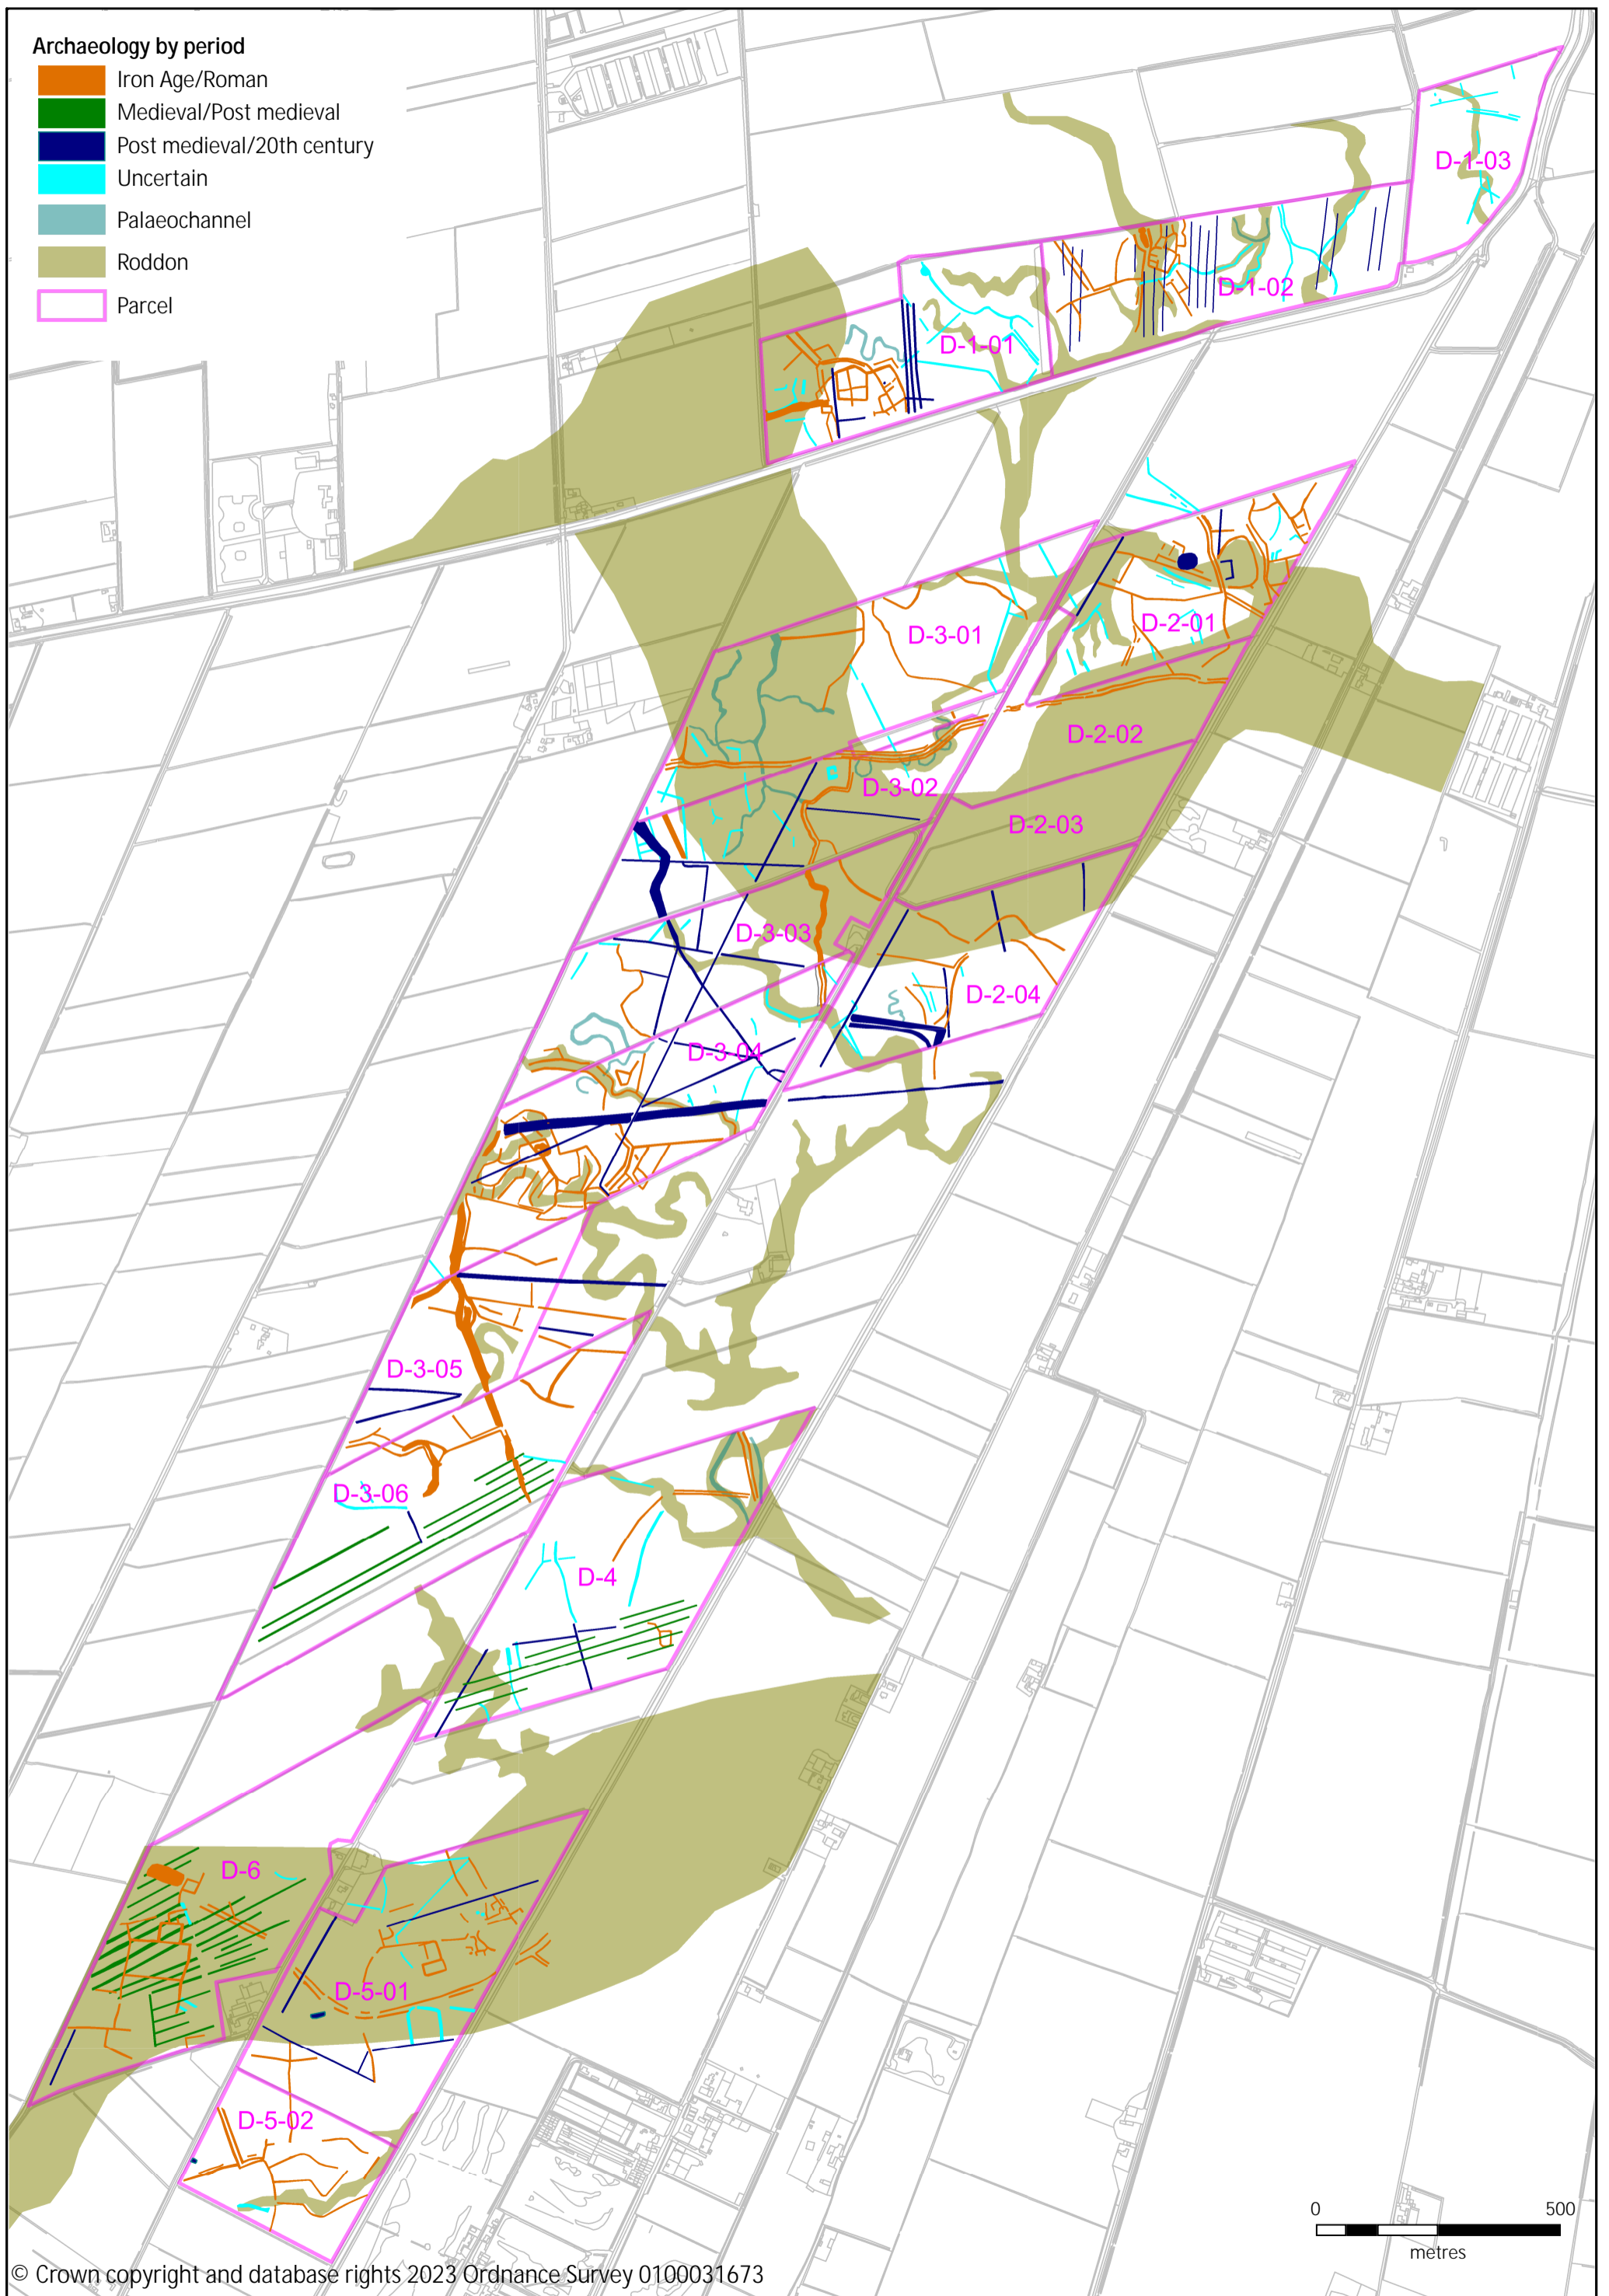 Archaeology by period
Iron Age/Roman
Medieval/Post medieval
Post medieval/20th century
Uncertain
Palaeochannel
Roddon
Parcel
D-1-03
D-1-02
D-1-01
D-3-01
D-2-01
D-2-02
D-3-02
D-2-03
D-3-03
D-2-04
D-3-04
D-3-05
D-3-06
D-4
D-6
D-5-01
D-5-02
0 500
metres
© Crown copyright and database rights 2023 Ordnance Survey 0100031673